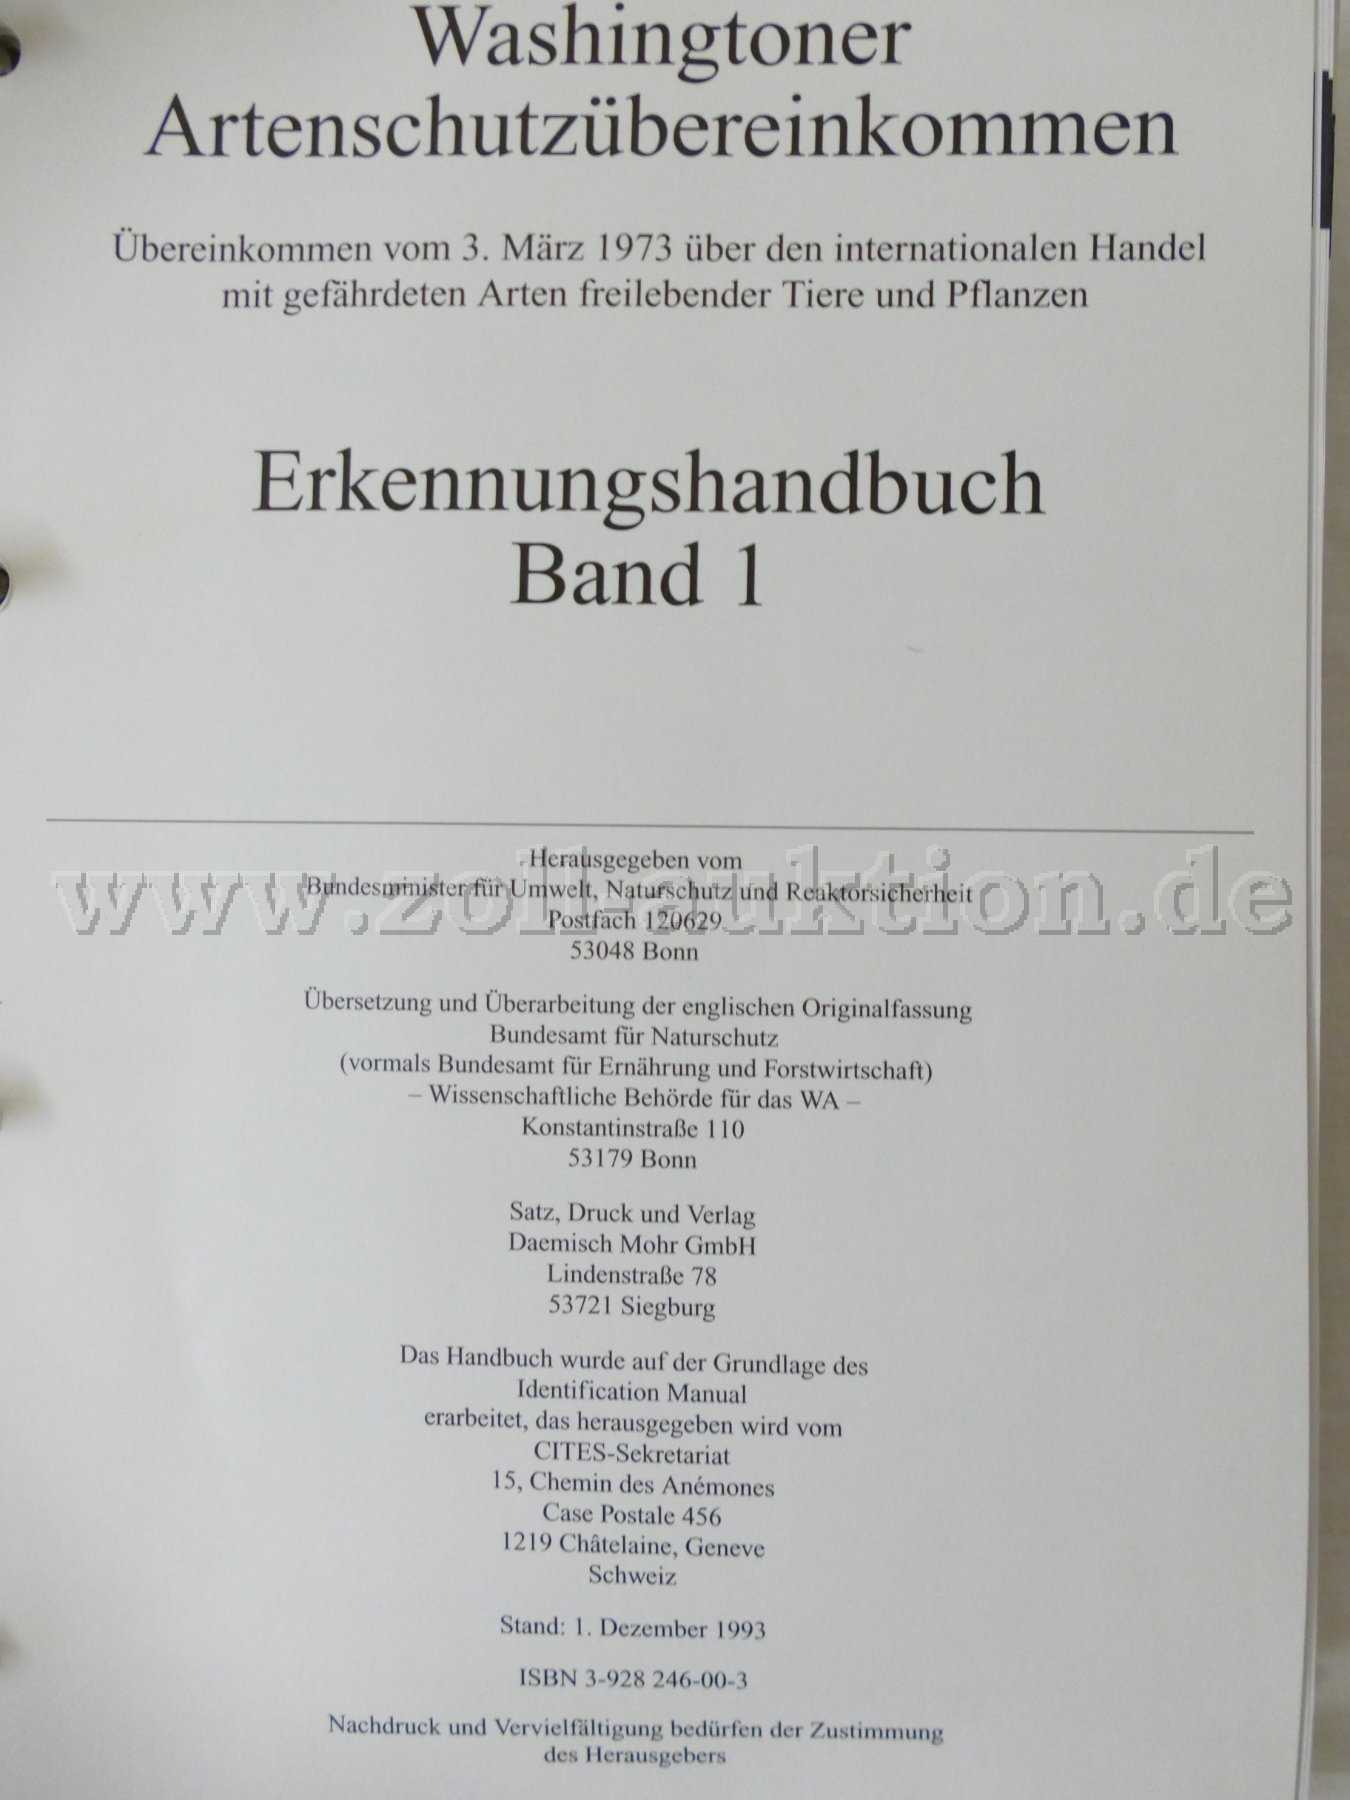 Washingtoner
Artenschutzübereinkommen
Übereinkommen vom 3. März 1973 über den internationalen Handel
mit gefährdeten Arten freilebender Tiere und Pflanzen
Erkennungshandbuch
Band 1
Herausgegeben vom
Bundesminister für Umwelt, Naturschutz und Reaktorsicherheit
www.zoll-auktion.de
Postfach 120629
53048 Bonn
Übersetzung und Überarbeitung der englischen Originalfassung
Bundesamt für Naturschutz
(vormals Bundesamt für Ernährung und Forstwirtschaft)
– Wissenschaftliche Behörde für das WA –
Konstantinstraße 110
53179 Bonn
Satz, Druck und Verlag
Daemisch Mohr GmbH
Lindenstraße 78
53721 Siegburg
Das Handbuch wurde auf der Grundlage des
Identification Manual
erarbeitet, das herausgegeben wird vom
CITES-Sekretariat
15, Chemin des Anémones
Case Postale 456
1219 Châtelaine, Geneve
Schweiz
Stand: 1. Dezember 1993
ISBN 3-928 246-00-3
Nachdruck und Vervielfältigung bedürfen der Zustimmung
des Herausgebers